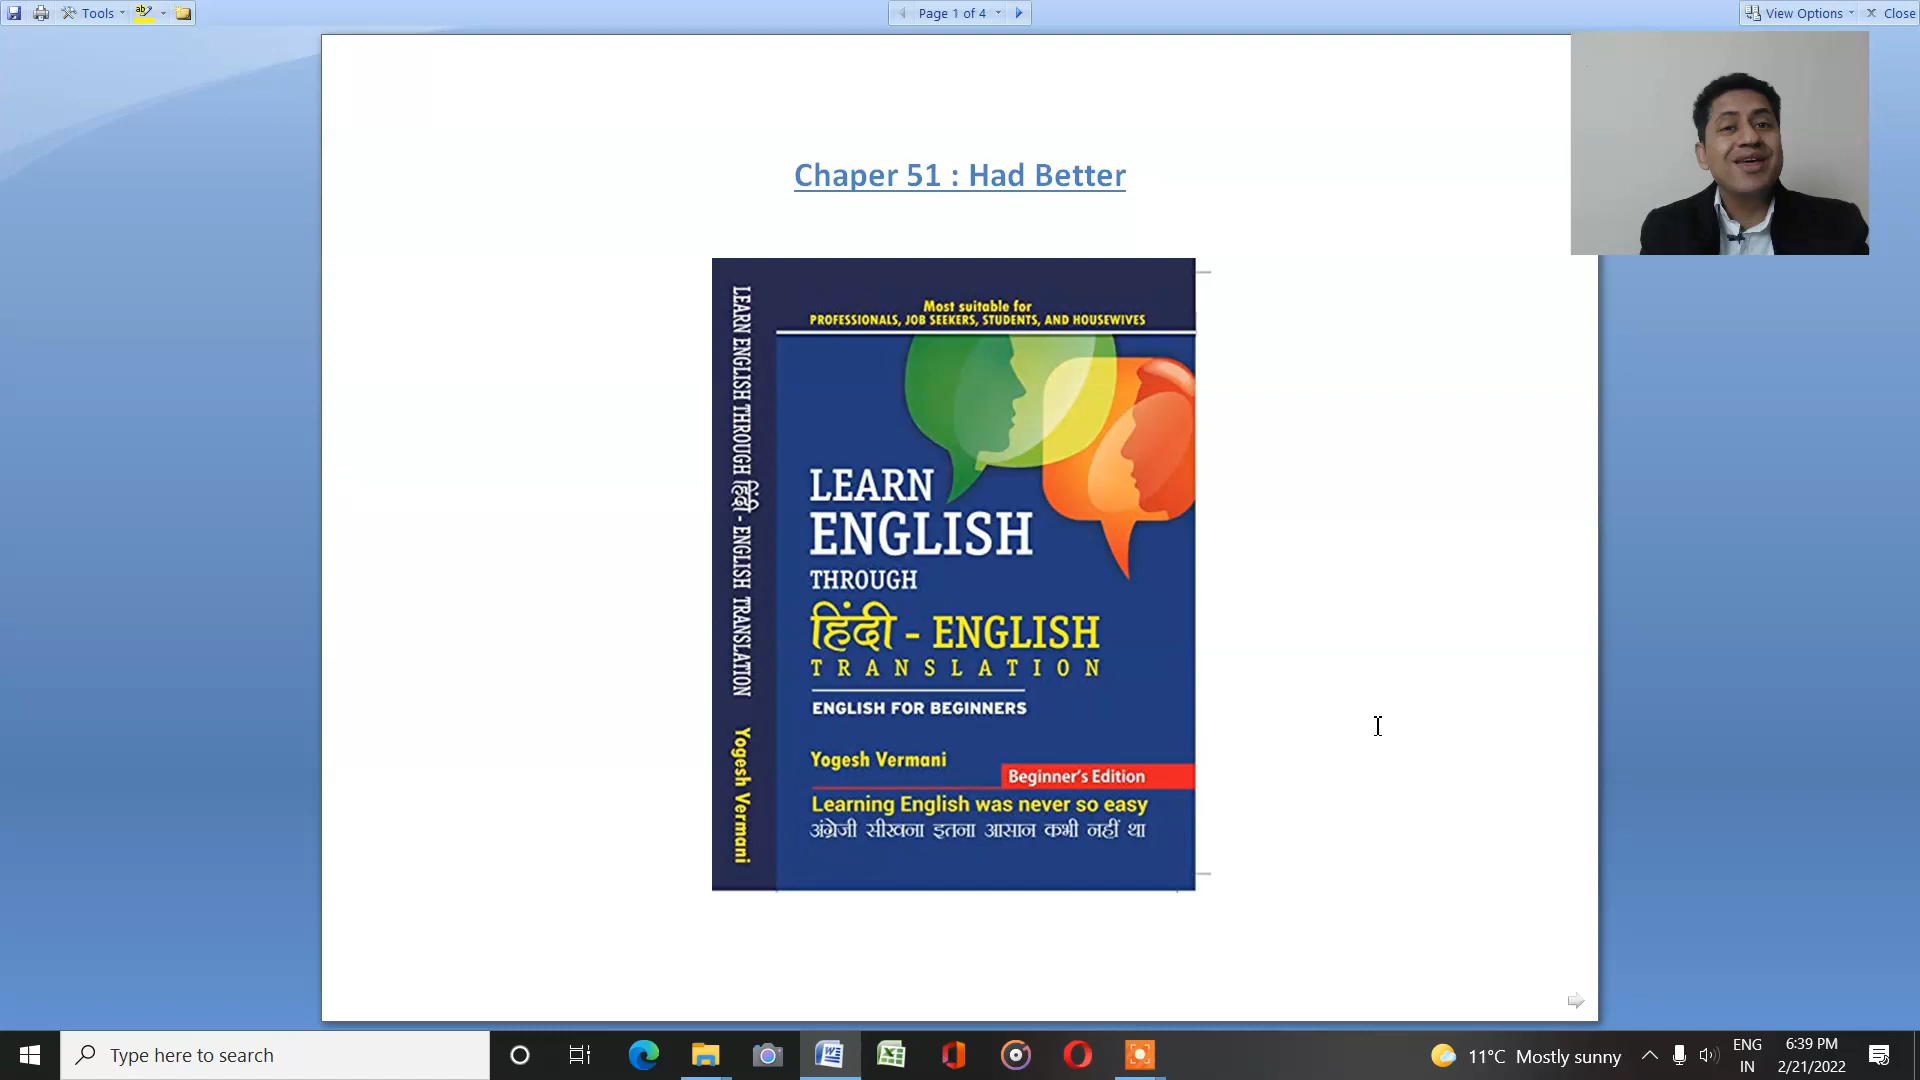 Tools
Page 1 of 4
View Options
Close
Chaper 51 : Had Better
LEARN ENGLISH THROUGH हिंदी - ENGLISH TRANSLATION
Yogesh Vermani
Most suitable for
PROFESSIONALS, JOB SEEKERS, STUDENTS, AND HOUSEWIVES
LEARN
ENGLISH
THROUGH
हिंदी - ENGLISH
TRANSLATION
ENGLISH FOR BEGINNERS
Yogesh Vermani
Beginner's Edition
Learning English was never so easy
अंग्रेजी सीखना इतना आसान कभी नहीं था
Type here to search
11°C Mostly sunny
ENG
IN
6:39 PM
2/21/2022